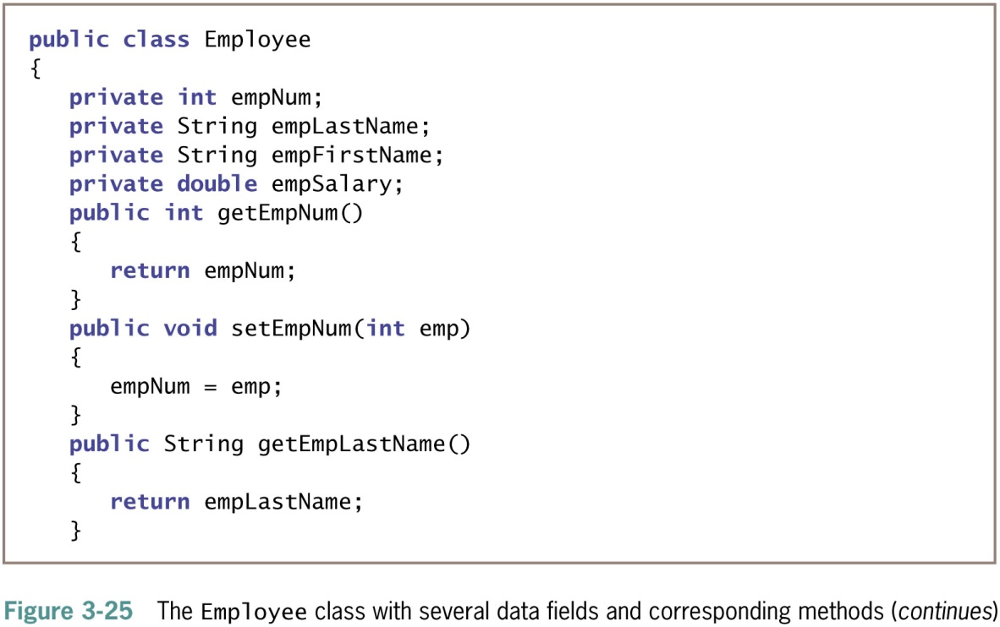 public class Employee
{
   private int empNum;
   private String empLastName;
   private String empFirstName;
   private double empSalary;
   public int getEmpNum()
   {
      return empNum;
   }
   public void setEmpNum(int emp)
   {
      empNum = emp;
   }
   public String getEmpLastName()
   {
      return empLastName;
   }
Figure 3-25 The Employee class with several data fields and corresponding methods (continues)